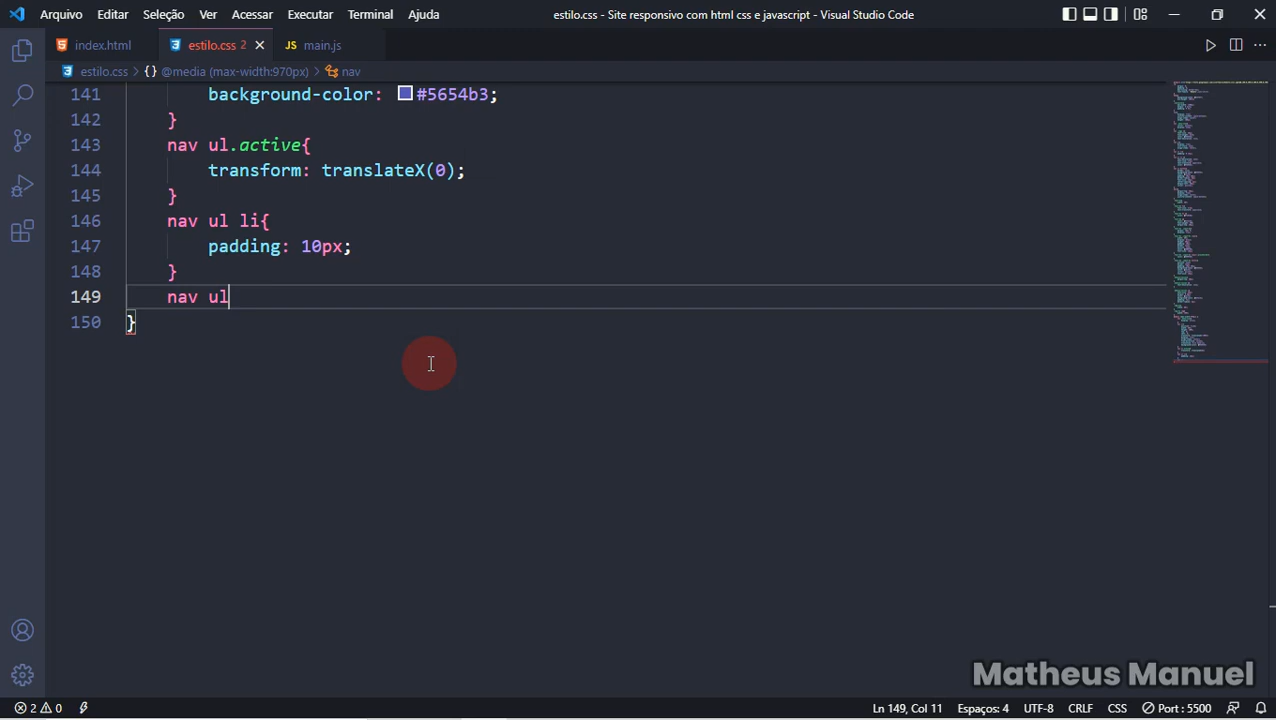 Arquivo Editar Seleção Ver Acessar Executar Terminal Ajuda estilo.css - Site responsivo com html css e javascript - Visual Studio Code
index.html estilo.css 2 JS main.js
estilo.css > {} @media (max-width:970px) > nav
141 background-color: #5654b3;
142 }
143 nav ul.active{
144 transform: translateX(0);
145 }
146 nav ul li{
147 padding: 10px;
148 }
149 nav ul
150 }
Matheus Manuel
2 0 Ln 149, Col 11 Espaços: 4 UTF-8 CRLF CSS Port : 5500